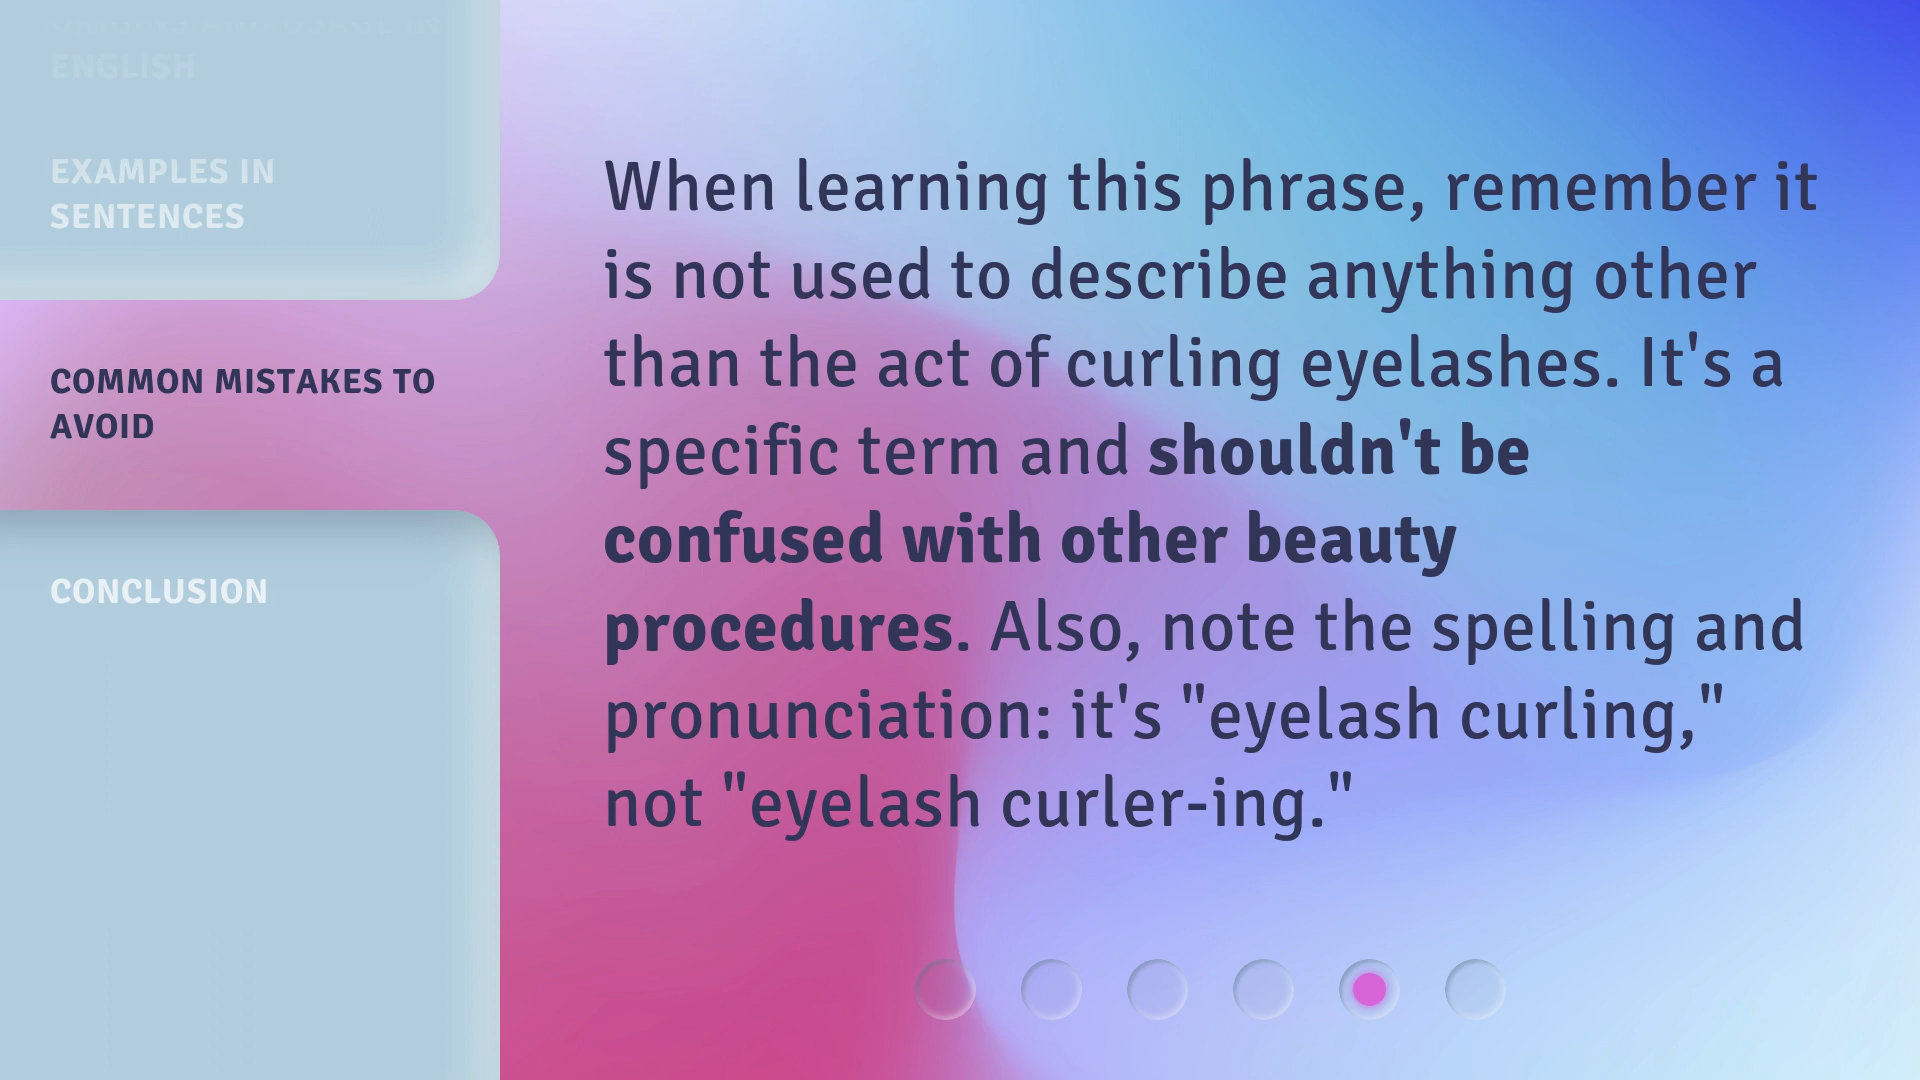 ENGLISH
EXAMPLES IN
SENTENCES
COMMON MISTAKES TO
AVOID
CONCLUSION
When learning this phrase, remember it
is not used to describe anything other
than the act of curling eyelashes. It's a
specific term and shouldn't be
confused with other beauty
procedures. Also, note the spelling and
pronunciation: it's "eyelash curling,"
not "eyelash curler-ing."